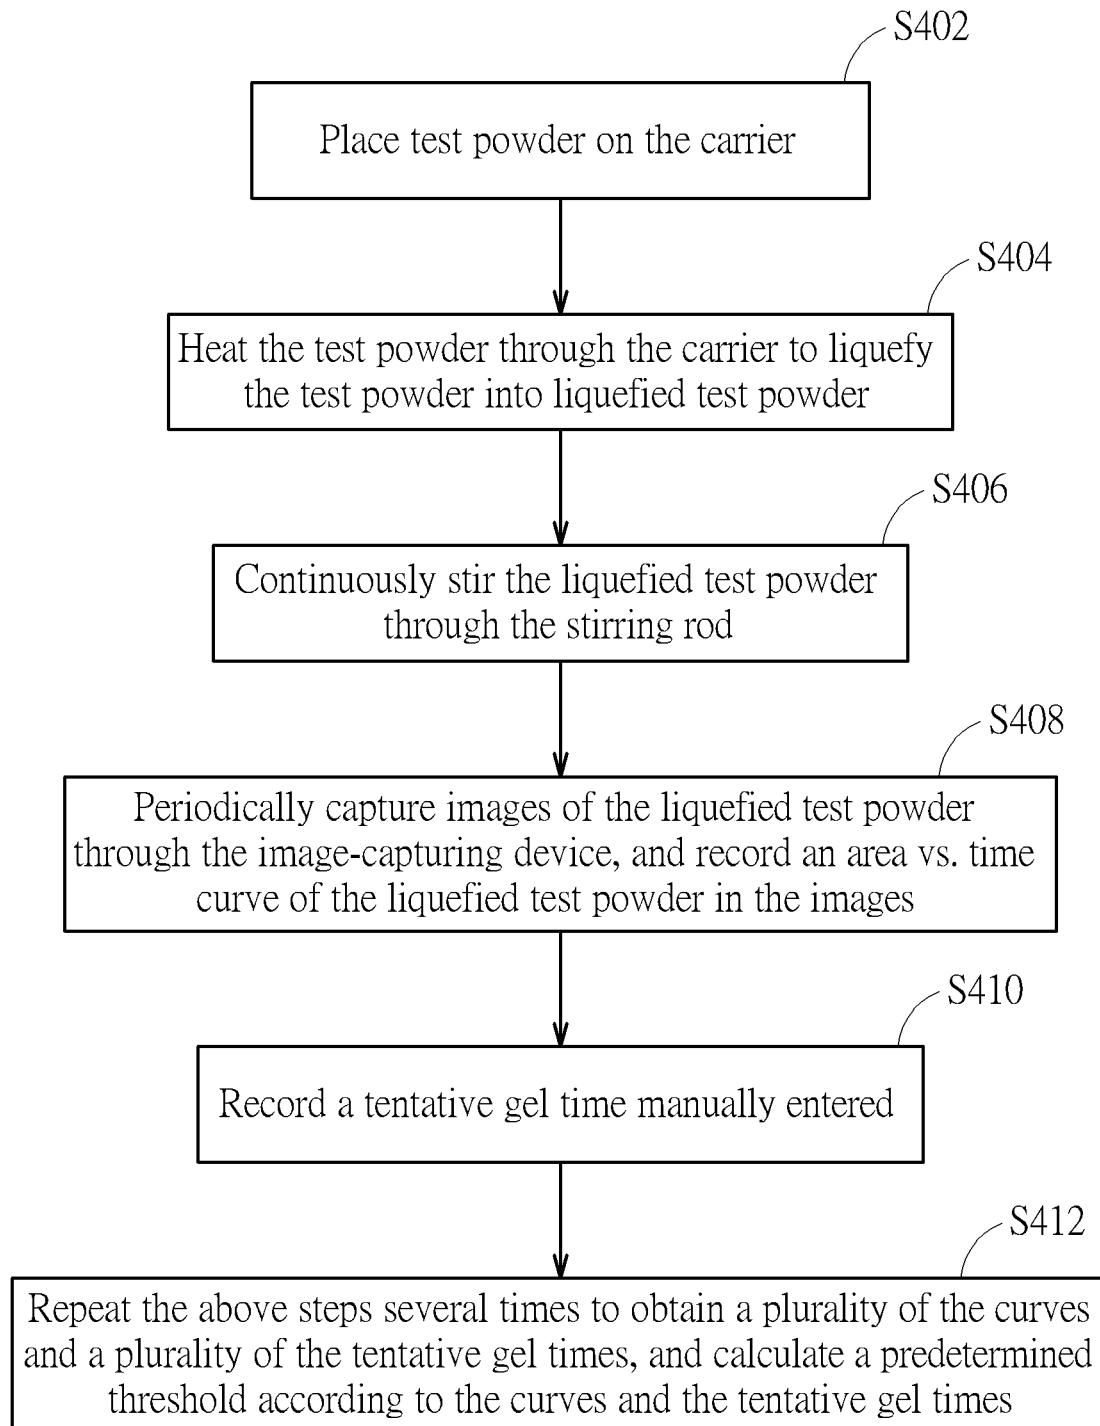 S402
Place test powder on the carrier
S404
Heat the test powder through the carrier to liquefy
the test powder into liquefied test powder
S406
Continuously stir the liquefied test powder
through the stirring rod
S408
Periodically capture images of the liquefied test powder
through the image-capturing device, and record an area vs. time
curve of the liquefied test powder in the images
S410
Record a tentative gel time manually entered
S412
Repeat the above steps several times to obtain a plurality of the curves
and a plurality of the tentative gel times, and calculate a predetermined
threshold according to the curves and the tentative gel times